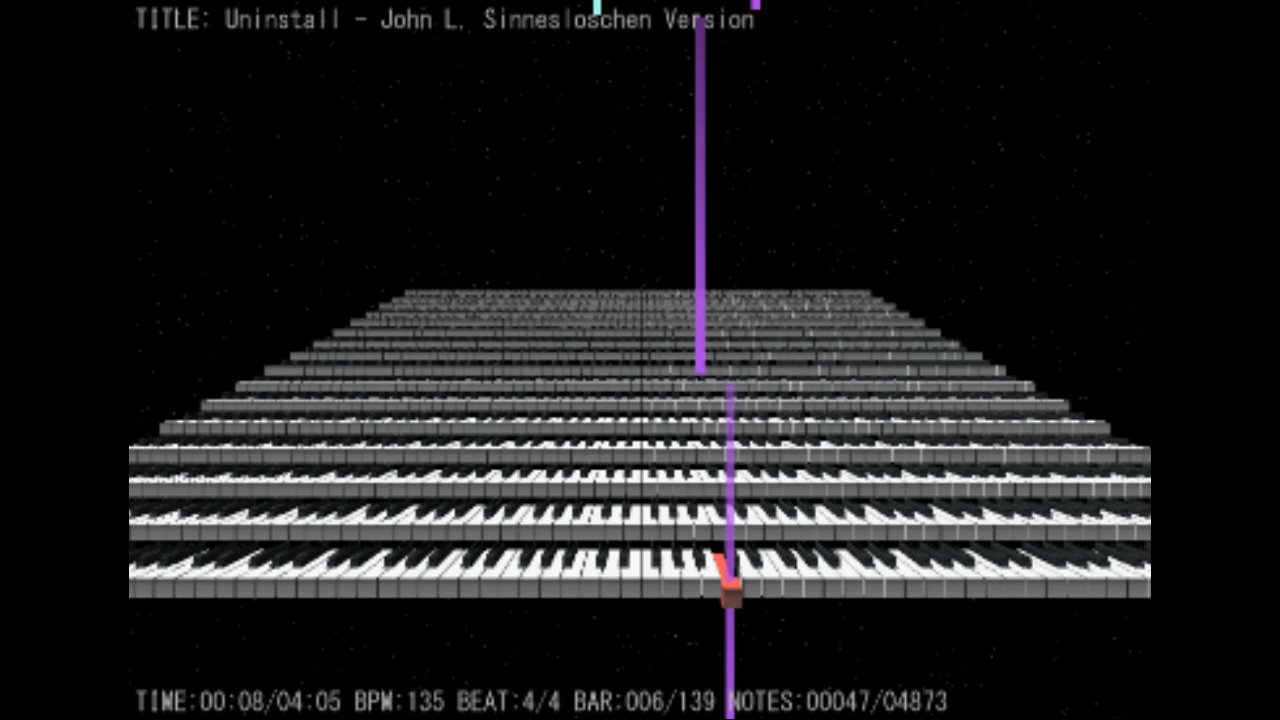 TITLE: Uninstall - John L. Sinnesloschen Version
TIME:00:08/04:05 BPM:135 BEAT:4/4 BAR:006/139 NOTES:00047/04873